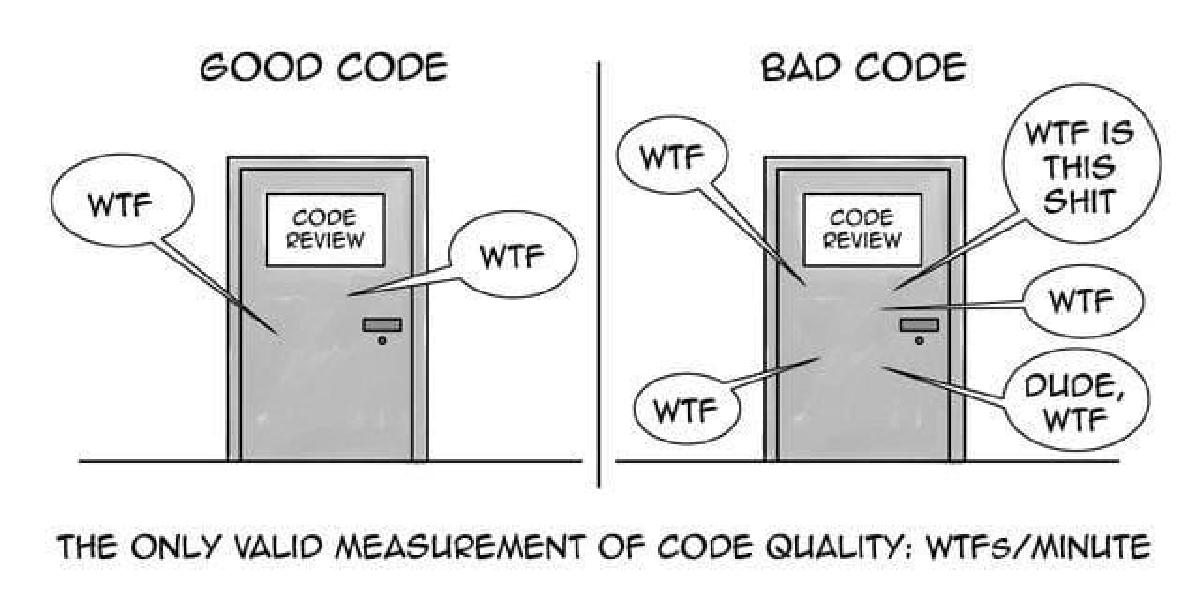 GOOD CODE
WTF
CODE
REVIEW
WTF
BAD CODE
WTF
WTF IS
THIS
SHIT
CODE
REVIEW
WTF
WTF
DUDE,
WTF
THE ONLY VALID MEASUREMENT OF CODE QUALITY: WTFs/MINUTE